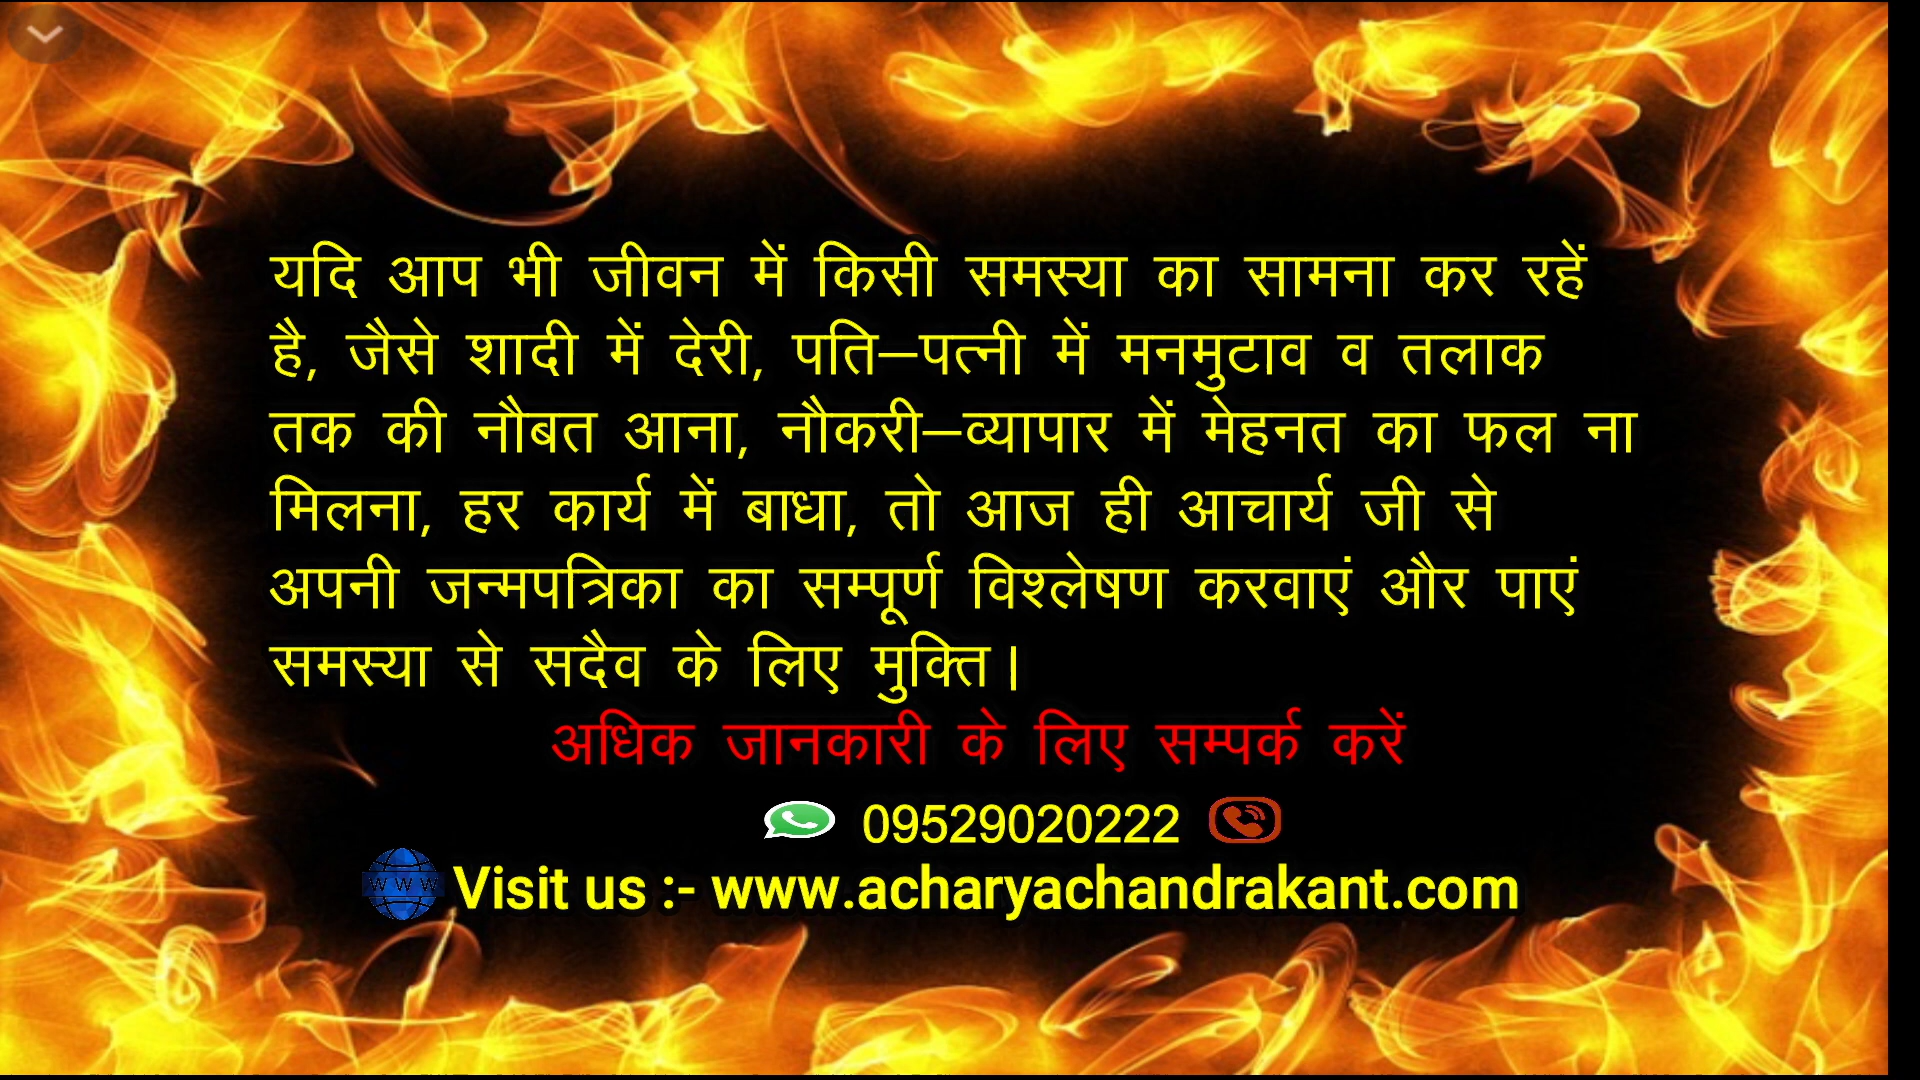 यदि आप भी जीवन में किसी समस्या का सामना कर रहें
है, जैसे शादी में देरी, पति–पत्नी में मनमुटाव व तलाक
तक की नौबत आना, नौकरी–व्यापार में मेहनत का फल ना
मिलना, हर कार्य में बाधा, तो आज ही आचार्य जी से
अपनी जन्मपत्रिका का सम्पूर्ण विश्लेषण करवाएं और पाएं
समस्या से सदैव के लिए मुक्ति।
अधिक जानकारी के लिए सम्पर्क करें
09529020222
WWW Visit us :- www.acharyachandrakant.com